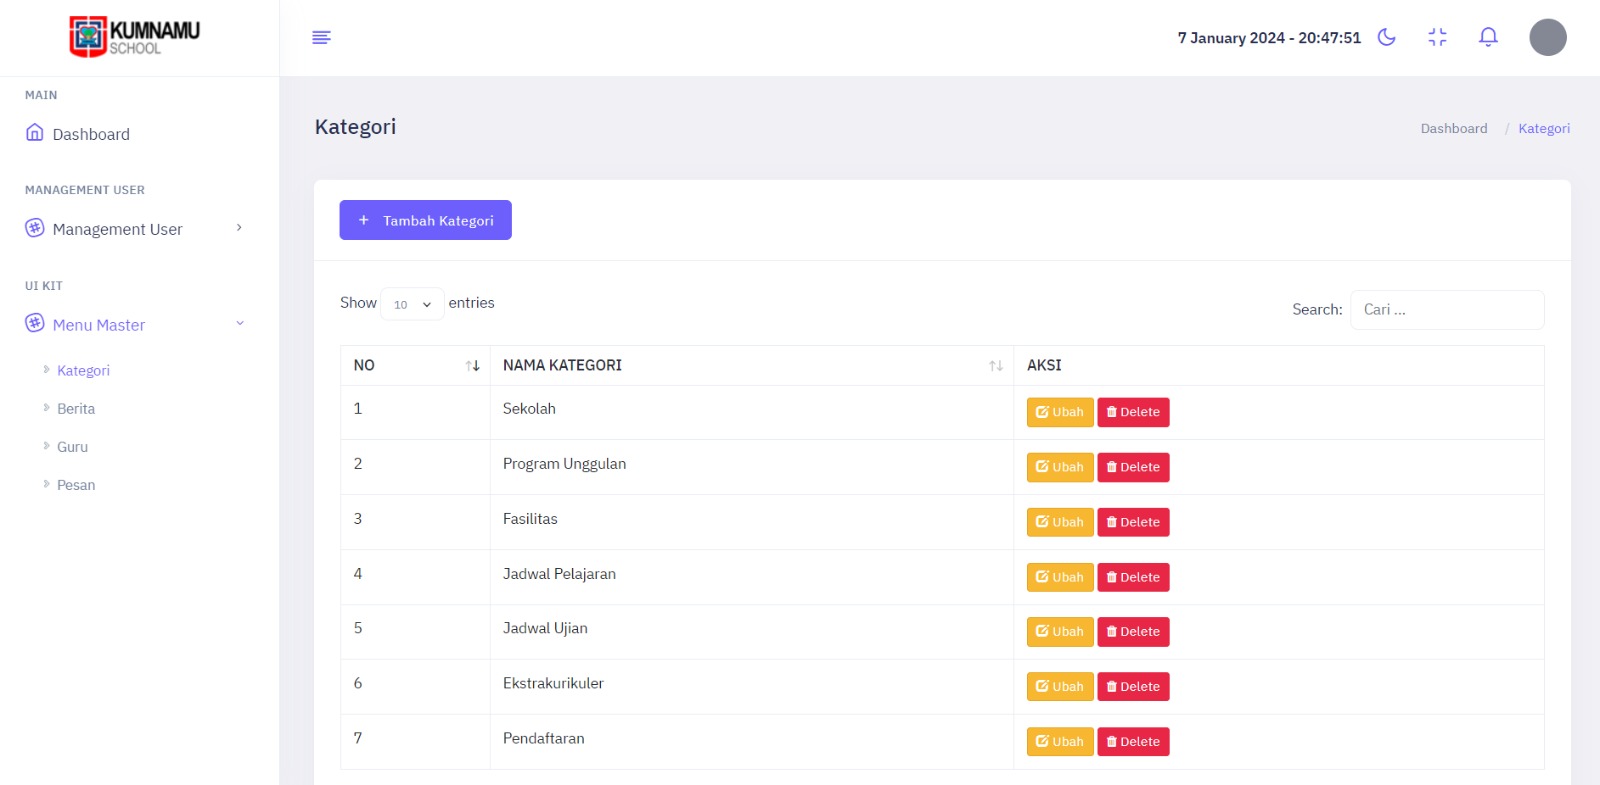 KUMNAMU
SCHOOL
7 January 2024 - 20:47:51
MAIN
Dashboard
MANAGEMENT USER
Management User
UI KIT
Menu Master
Kategori
Berita
Guru
Pesan
Kategori
Dashboard / Kategori
+ Tambah Kategori
Show 10 entries
Search: Cari ...
NO NAMA KATEGORI AKSI
1 Sekolah Ubah Delete
2 Program Unggulan Ubah Delete
3 Fasilitas Ubah Delete
4 Jadwal Pelajaran Ubah Delete
5 Jadwal Ujian Ubah Delete
6 Ekstrakurikuler Ubah Delete
7 Pendaftaran Ubah Delete